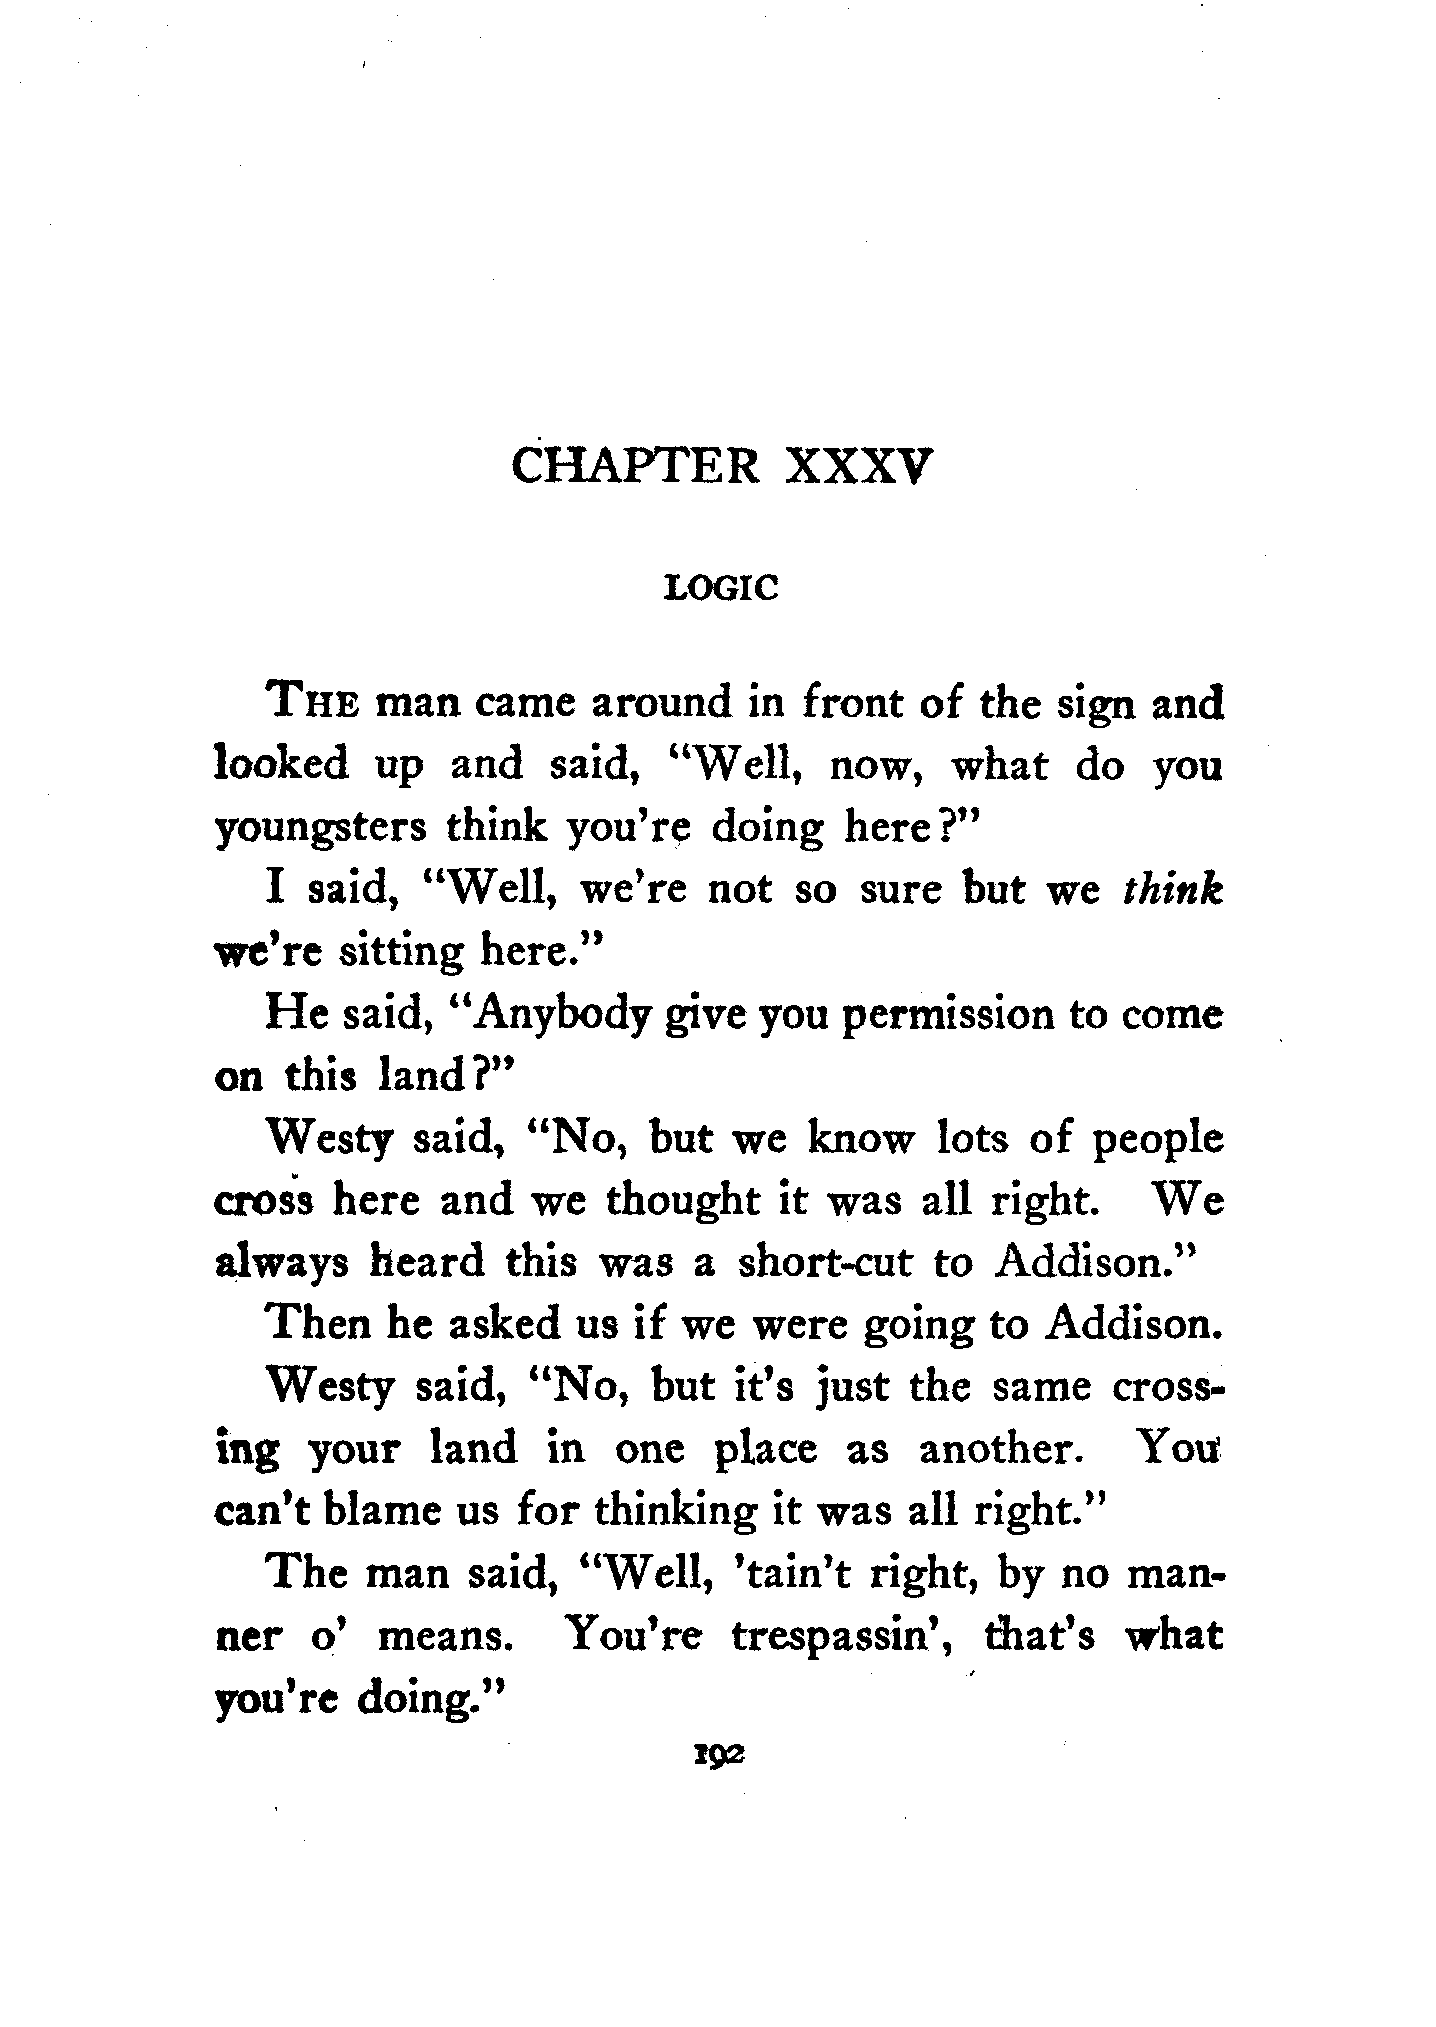 CHAPTER XXXV
LOGIC
THE man came around in front of the sign and
looked up and said, "Well, now, what do you
youngsters think you're doing here?"
I said, "Well, we're not so sure but we think
we're sitting here."
He said, "Anybody give you permission to come
on this land?"
Westy said, "No, but we know lots of people
cross here and we thought it was all right. We
always heard this was a short-cut to Addison."
Then he asked us if we were going to Addison.
Westy said, "No, but it's just the same cross-
ing your land in one place as another. You
can't blame us for thinking it was all right."
The man said, "Well, 'tain't right, by no man-
ner o' means. You're trespassin', that's what
you're doing."
192